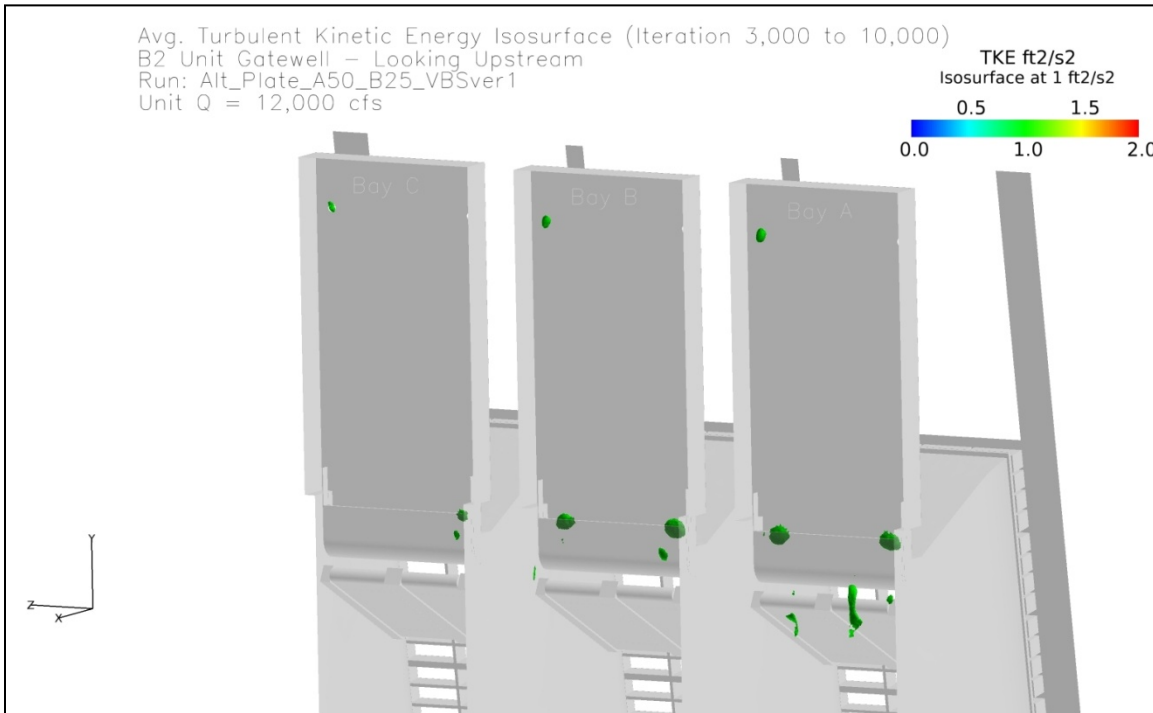 Avg. Turbulent Kinetic Energy Isosurface (Iteration 3,000 to 10,000)
B2 Unit Gatewell – Looking Upstream
Run: Alt_Plate_A50_B25_VBSver1
Unit Q = 12,000 cfs
TKE ft2/s2
Isosurface at 1 ft2/s2
0.5 1.5
0.0 1.0 2.0
Bay C Bay B Bay A
Y
Z
X